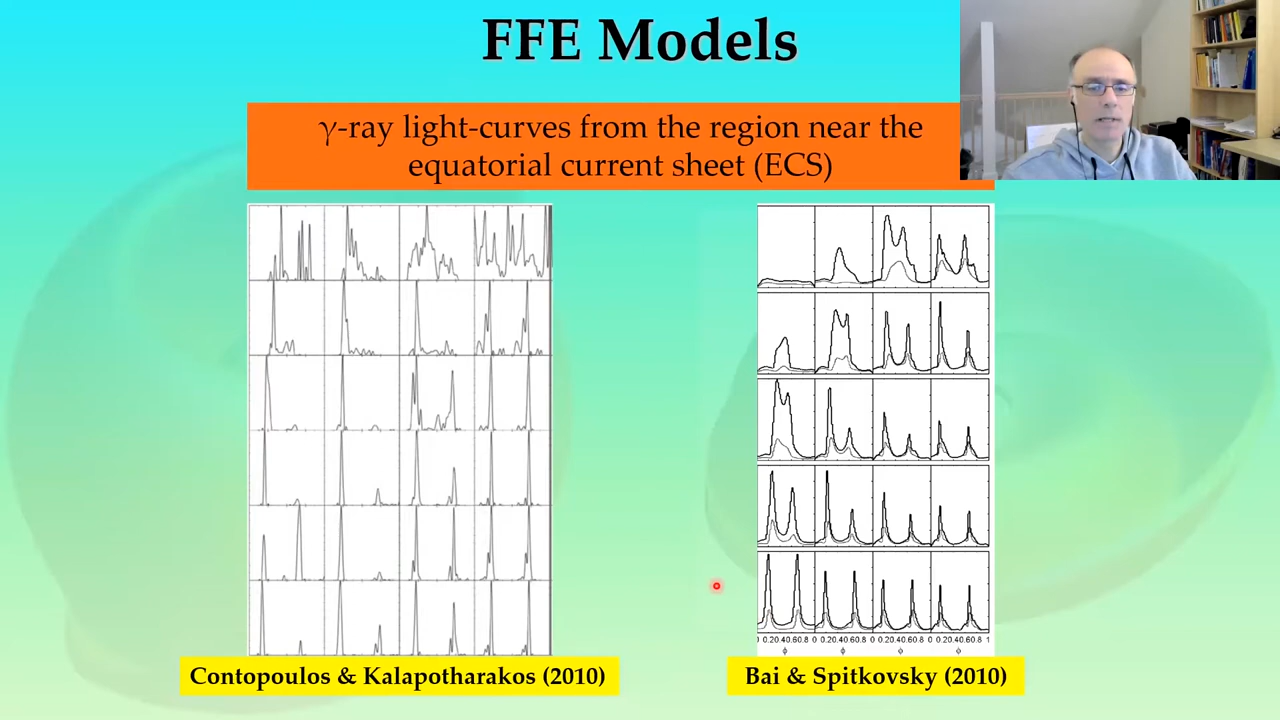 FFE Models
γ-ray light-curves from the region near the
equatorial current sheet (ECS)
0.20.40.60.8 0 0.20.40.60.8 0 0.20.40.60.8 0 0.20.40.60.8 1
ϕ ϕ ϕ ϕ
Contopoulos & Kalapotharakos (2010)
Bai & Spitkovsky (2010)